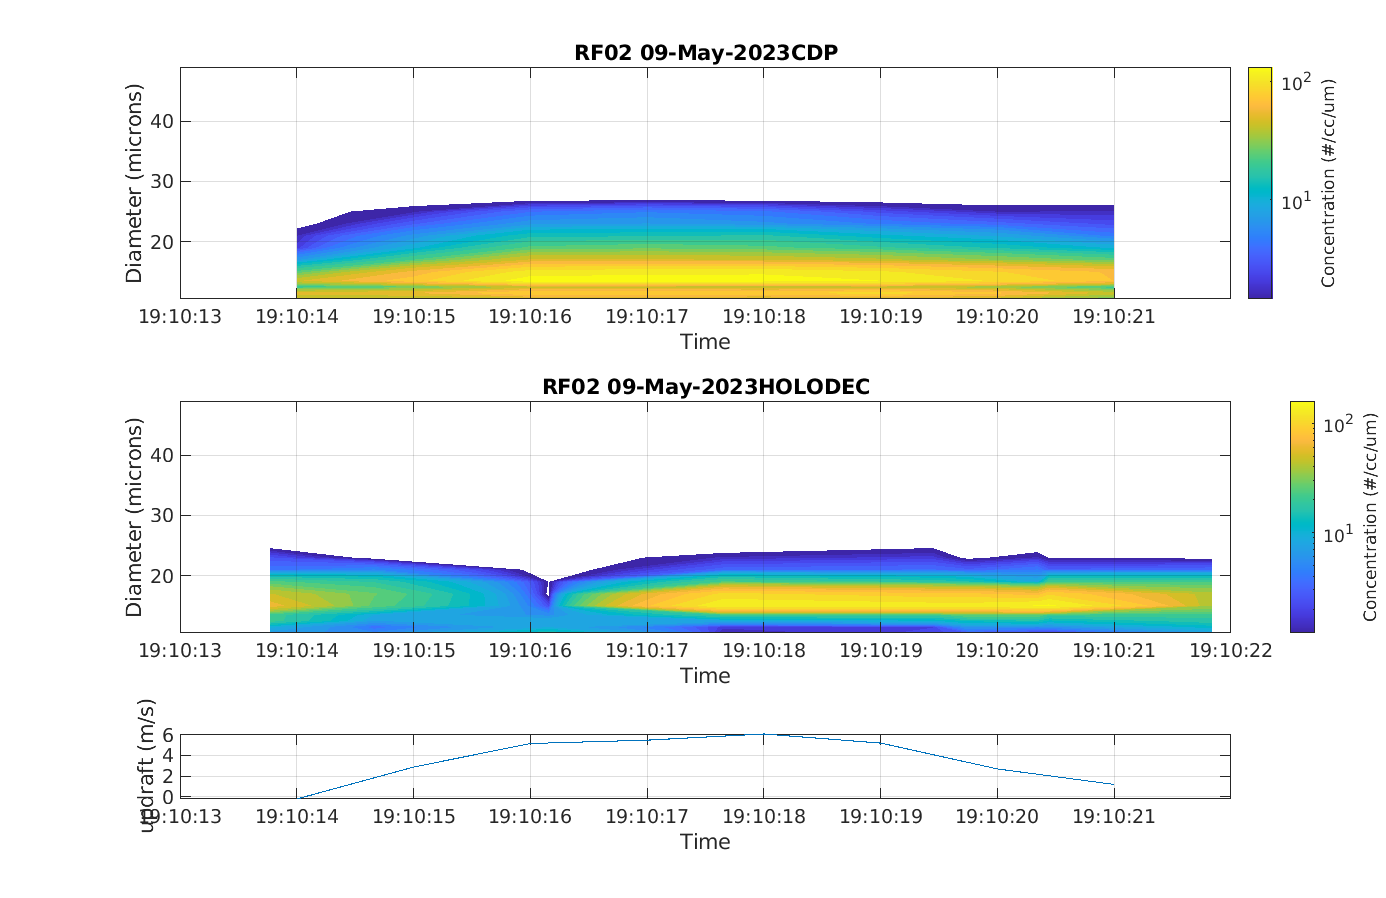 RF02 09-May-2023CDP
Diameter (microns)
40
30
20
19:10:13 19:10:14 19:10:15 19:10:16 19:10:17 19:10:18 19:10:19 19:10:20 19:10:21
Time
10^2
10^1
Concentration (#/cc/um)
RF02 09-May-2023HOLODEC
Diameter (microns)
40
30
20
19:10:13 19:10:14 19:10:15 19:10:16 19:10:17 19:10:18 19:10:19 19:10:20 19:10:21 19:10:22
Time
10^2
10^1
Concentration (#/cc/um)
updraft (m/s)
6
4
2
0
19:10:13 19:10:14 19:10:15 19:10:16 19:10:17 19:10:18 19:10:19 19:10:20 19:10:21
Time